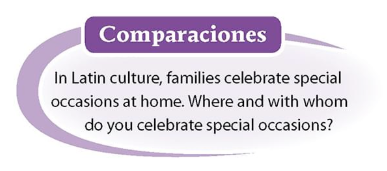 Comparaciones
In Latin culture, families celebrate special
occasions at home. Where and with whom
do you celebrate special occasions?